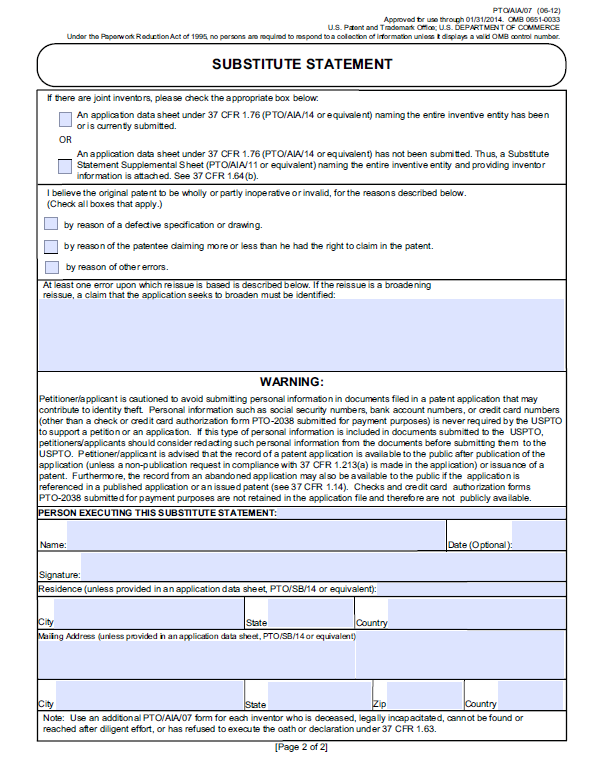 PTO/AIA/07 (06-12)
Approved for use through 01/31/2014. OMB 0651-0033
U.S. Patent and Trademark Office; U.S. DEPARTMENT OF COMMERCE
Under the Paperwork Reduction Act of 1995, no persons are required to respond to a collection of information unless it displays a valid OMB control number.
SUBSTITUTE STATEMENT
If there are joint inventors, please check the appropriate box below:
An application data sheet under 37 CFR 1.76 (PTO/AIA/14 or equivalent) naming the entire inventive entity has been
or is currently submitted.
OR
An application data sheet under 37 CFR 1.76 (PTO/AIA/14 or equivalent) has not been submitted. Thus, a Substitute
Statement Supplemental Sheet (PTO/AIA/11 or equivalent) naming the entire inventive entity and providing inventor
information is attached. See 37 CFR 1.64(b).
I believe the original patent to be wholly or partly inoperative or invalid, for the reasons described below.
(Check all boxes that apply.)
by reason of a defective specification or drawing.
by reason of the patentee claiming more or less than he had the right to claim in the patent.
by reason of other errors.
At least one error upon which reissue is based is described below. If the reissue is a broadening
reissue, a claim that the application seeks to broaden must be identified:
WARNING:
Petitioner/applicant is cautioned to avoid submitting personal information in documents filed in a patent application that may
contribute to identity theft. Personal information such as social security numbers, bank account numbers, or credit card numbers
(other than a check or credit card authorization form PTO-2038 submitted for payment purposes) is never required by the USPTO
to support a petition or an application. If this type of personal information is included in documents submitted to the USPTO,
petitioners/applicants should consider redacting such personal information from the documents before submitting them to the
USPTO. Petitioner/applicant is advised that the record of a patent application is available to the public after publication of the
application (unless a non-publication request in compliance with 37 CFR 1.213(a) is made in the application) or issuance of a
patent. Furthermore, the record from an abandoned application may also be available to the public if the application is
referenced in a published application or an issued patent (see 37 CFR 1.14). Checks and credit card authorization forms
PTO-2038 submitted for payment purposes are not retained in the application file and therefore are not publicly available.
PERSON EXECUTING THIS SUBSTITUTE STATEMENT:
Name: Date (Optional):
Signature:
Residence (unless provided in an application data sheet, PTO/SB/14 or equivalent):
City State Country
Mailing Address (unless provided in an application data sheet, PTO/SB/14 or equivalent)
City State Zip Country
Note: Use an additional PTO/AIA/07 form for each inventor who is deceased, legally incapacitated, cannot be found or
reached after diligent effort, or has refused to execute the oath or declaration under 37 CFR 1.63.
[Page 2 of 2]